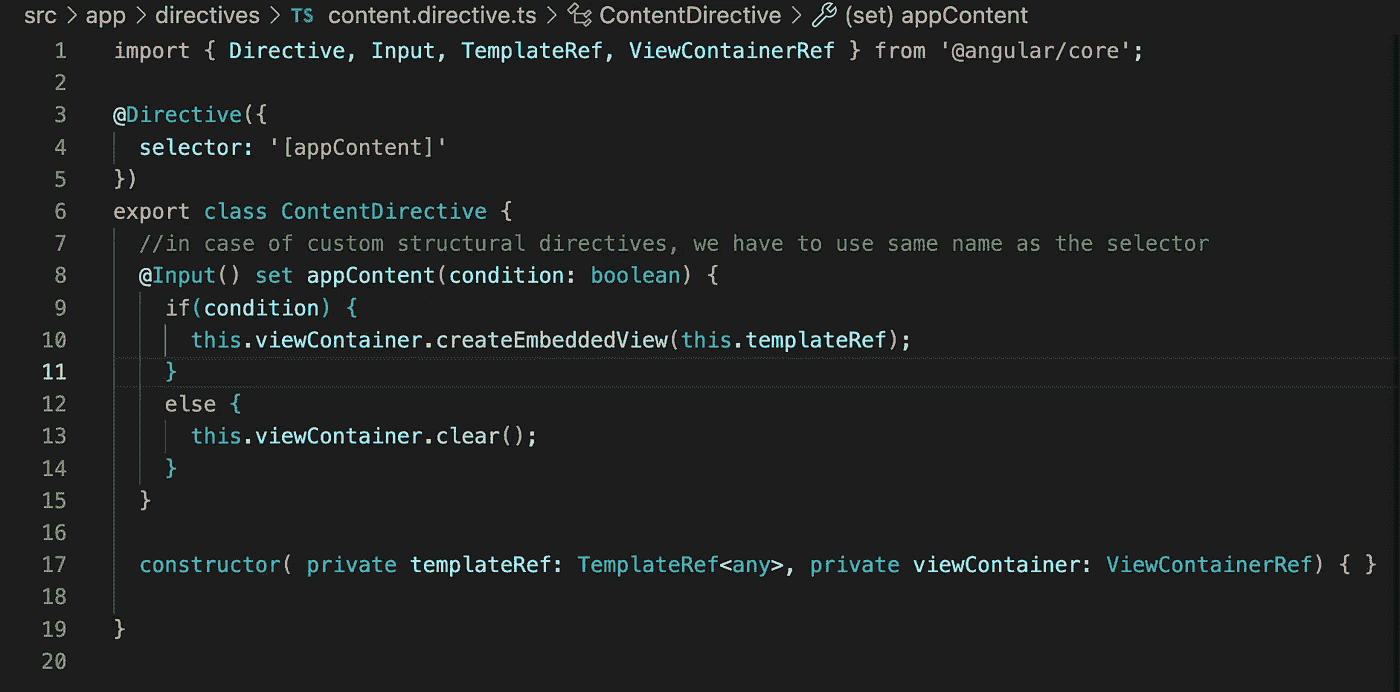 src > app > directives > TS content.directive.ts > ContentDirective > (set) appContent
1 import { Directive, Input, TemplateRef, ViewContainerRef } from '@angular/core';
2
3 @Directive({
4   selector: '[appContent]'
5 })
6 export class ContentDirective {
7   //in case of custom structural directives, we have to use same name as the selector
8   @Input() set appContent(condition: boolean) {
9     if(condition) {
10       this.viewContainer.createEmbeddedView(this.templateRef);
11     }
12     else {
13       this.viewContainer.clear();
14     }
15   }
16
17   constructor( private templateRef: TemplateRef<any>, private viewContainer: ViewContainerRef) { }
18
19 }
20